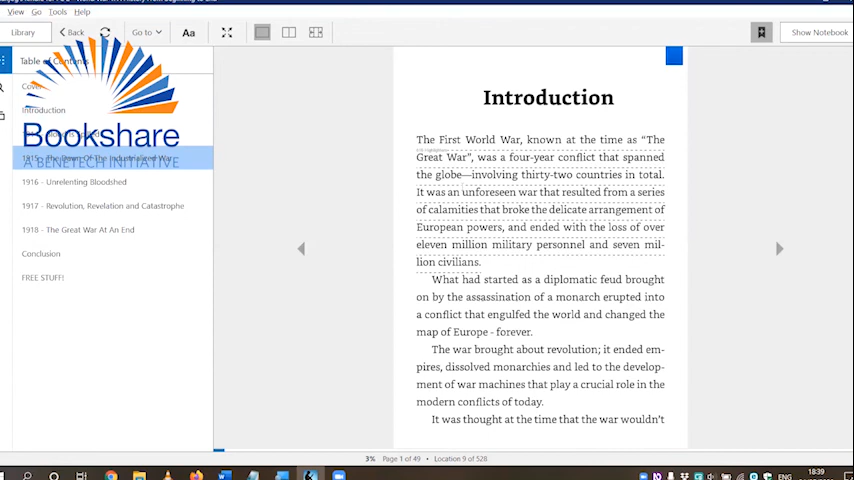 View Go Tools Help
Library Back Go to Aa Show Notebook
Table of Contents
Cover
Introduction
Bookshare
A BENETECH INITIATIVE
1915 - The Dawn Of The Industrialized War
1916 - Unrelenting Bloodshed
1917 - Revolution, Revelation and Catastrophe
1918 - The Great War At An End
Conclusion
FREE STUFF!
Introduction
The First World War, known at the time as “The
Great War”, was a four-year conflict that spanned
the globe—involving thirty-two countries in total.
It was an unforeseen war that resulted from a series
of calamities that broke the delicate arrangement of
European powers, and ended with the loss of over
eleven million military personnel and seven mil-
lion civilians.
What had started as a diplomatic feud brought
on by the assassination of a monarch erupted into
a conflict that engulfed the world and changed the
map of Europe - forever.
The war brought about revolution; it ended em-
pires, dissolved monarchies and led to the develop-
ment of war machines that play a crucial role in the
modern conflicts of today.
It was thought at the time that the war wouldn't
3% Page 1 of 49 • Location 9 of 528
ENG 18:39